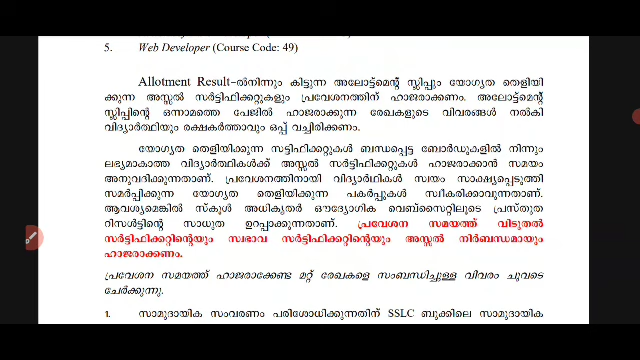 5. Web Developer (Course Code: 49)
Allotment Result-ൽനിന്നും കിട്ടുന്ന അലോട്ട്മെന്റ് സ്ലിപ്പും യോഗ്യത തെളിയി
ക്കുന്ന അസ്സൽ സർട്ടിഫിക്കറ്റുകളും പ്രവേശനത്തിന് ഹാജരാക്കണം. അലോട്ട്മെന്റ്
സ്ലിപ്പിന്റെ ഒന്നാമത്തെ പേജിൽ ഹാജരാക്കുന്ന രേഖകളുടെ വിവരങ്ങൾ നൽകി
വിദ്യാർത്ഥിയും രക്ഷകർത്താവും ഒപ്പ് വച്ചിരിക്കണം.
യോഗ്യത തെളിയിക്കുന്ന സട്ടിഫിക്കറ്റുകൾ ബന്ധപ്പെട്ട ബോർഡുകളിൽ നിന്നും
ലഭ്യമാകാത്ത വിദ്യാർത്ഥികൾക്ക് അസ്സൽ സർട്ടിഫിക്കറ്റുകൾ ഹാജരാക്കാൻ സമയം
അനുവദിക്കുന്നതാണ്. പ്രവേശനത്തിനായി വിദ്യാർഥികൾ സ്വയം സാക്ഷ്യപ്പെടുത്തി
സമർപ്പിക്കുന്ന യോഗ്യത തെളിയിക്കുന്ന പകർപ്പുകൾ സ്വീകരിക്കാവുന്നതാണ്.
ആവശ്യമെങ്കിൽ സ്കൂൾ അധികൃതർ ഔദ്യോഗിക വെബ്സൈറ്റിലൂടെ പ്രസ്തുത
റിസൾട്ടിന്റെ സാധുത ഉറപ്പാക്കുന്നതാണ്. പ്രവേശന സമയത്ത് വിടുതൽ
സർട്ടിഫിക്കറ്റിന്റെയും സ്വഭാവ സർട്ടിഫിക്കറ്റിന്റെയും അസ്സൽ നിർബന്ധമായും
ഹാജരാക്കണം.
പ്രവേശന സമയത്ത് ഹാജരാക്കേണ്ട മറ്റ് രേഖകളെ സംബന്ധിച്ചുള്ള വിവരം ചുവടെ
ചേർക്കുന്നു.
1. സാമുദായിക സംവരണം പരിശോധിക്കുന്നതിന് SSLC ബുക്കിലെ സാമുദായിക